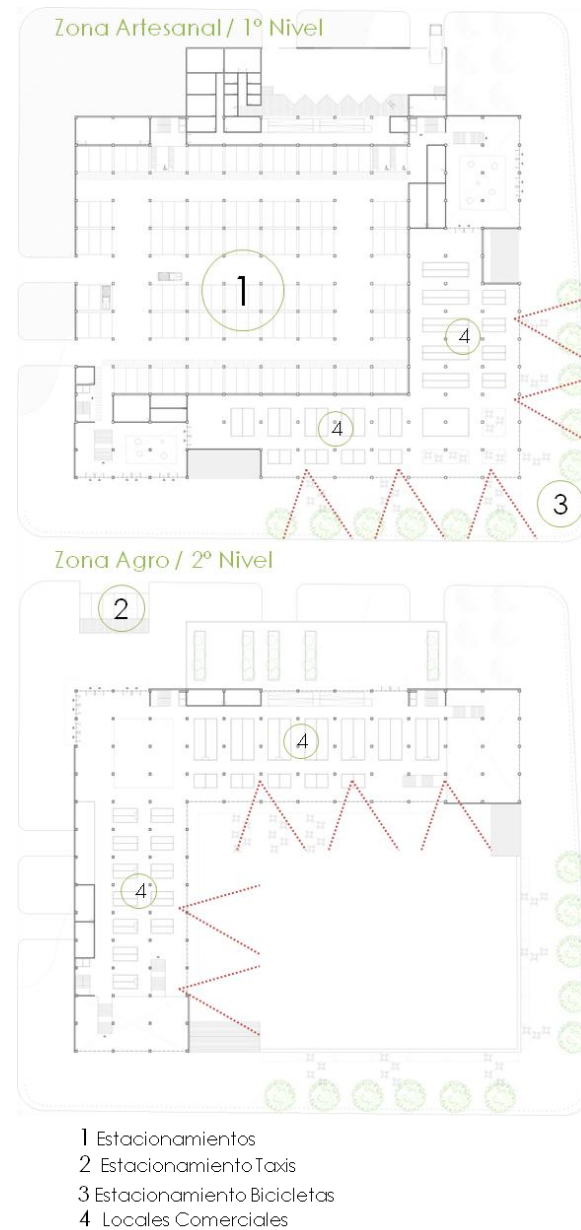 Zona Artesanal / 1º Nivel
1
4
4
3
Zona Agro / 2º Nivel
2
4
4
1 Estacionamientos
2 Estacionamiento Taxis
3 Estacionamiento Bicicletas
4 Locales Comerciales